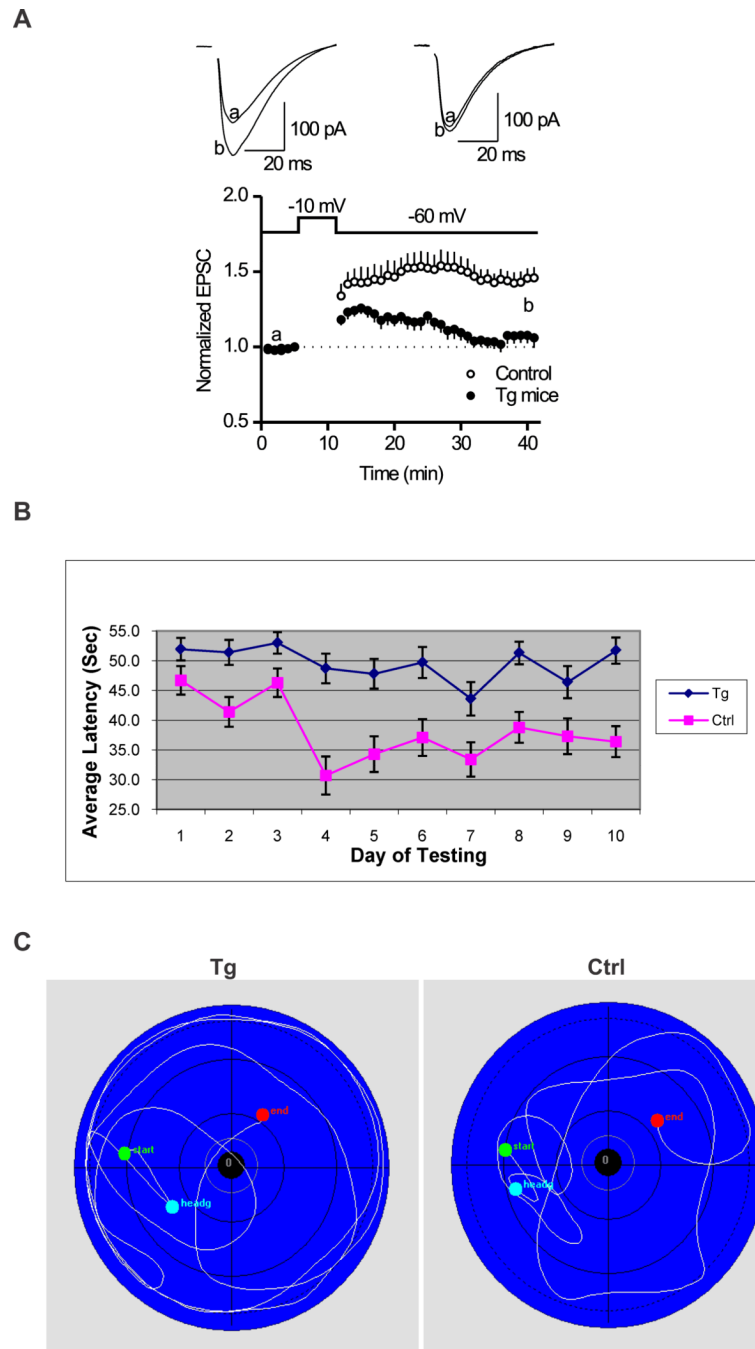 A
a
b
100 pA
20 ms
a
b
100 pA
20 ms
2.0
1.5
1.0
0.5
Normalized EPSC
-10 mV
-60 mV
a
b
Control
Tg mice
0 10 20 30 40
Time (min)
B
55.0
50.0
45.0
40.0
35.0
30.0
25.0
Average Latency (Sec)
1 2 3 4 5 6 7 8 9 10
Day of Testing
Tg
Ctrl
C
Tg
Ctrl
end
start
0
headg
end
start
0
headg